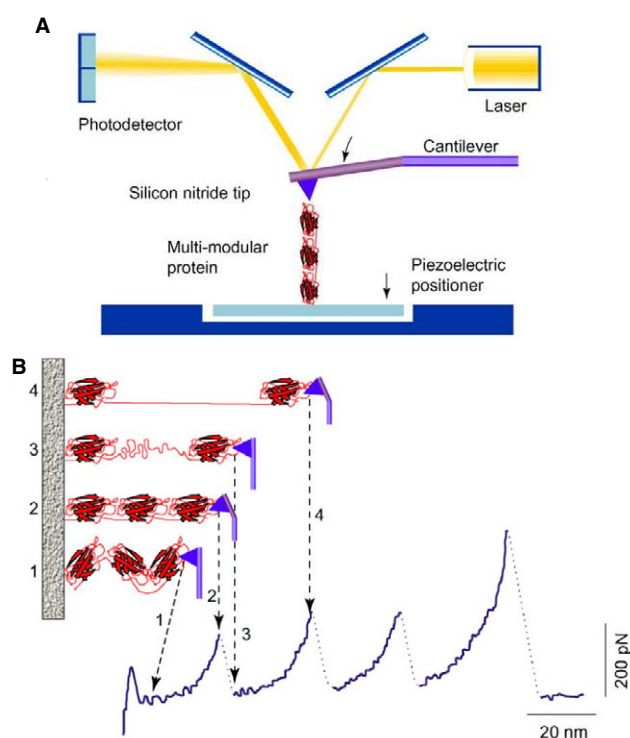 A
Photodetector
Laser
Cantilever
Silicon nitride tip
Multi-modular
protein
Piezoelectric
positioner
B
4
3
2
1
1
2
3
4
200 pN
20 nm